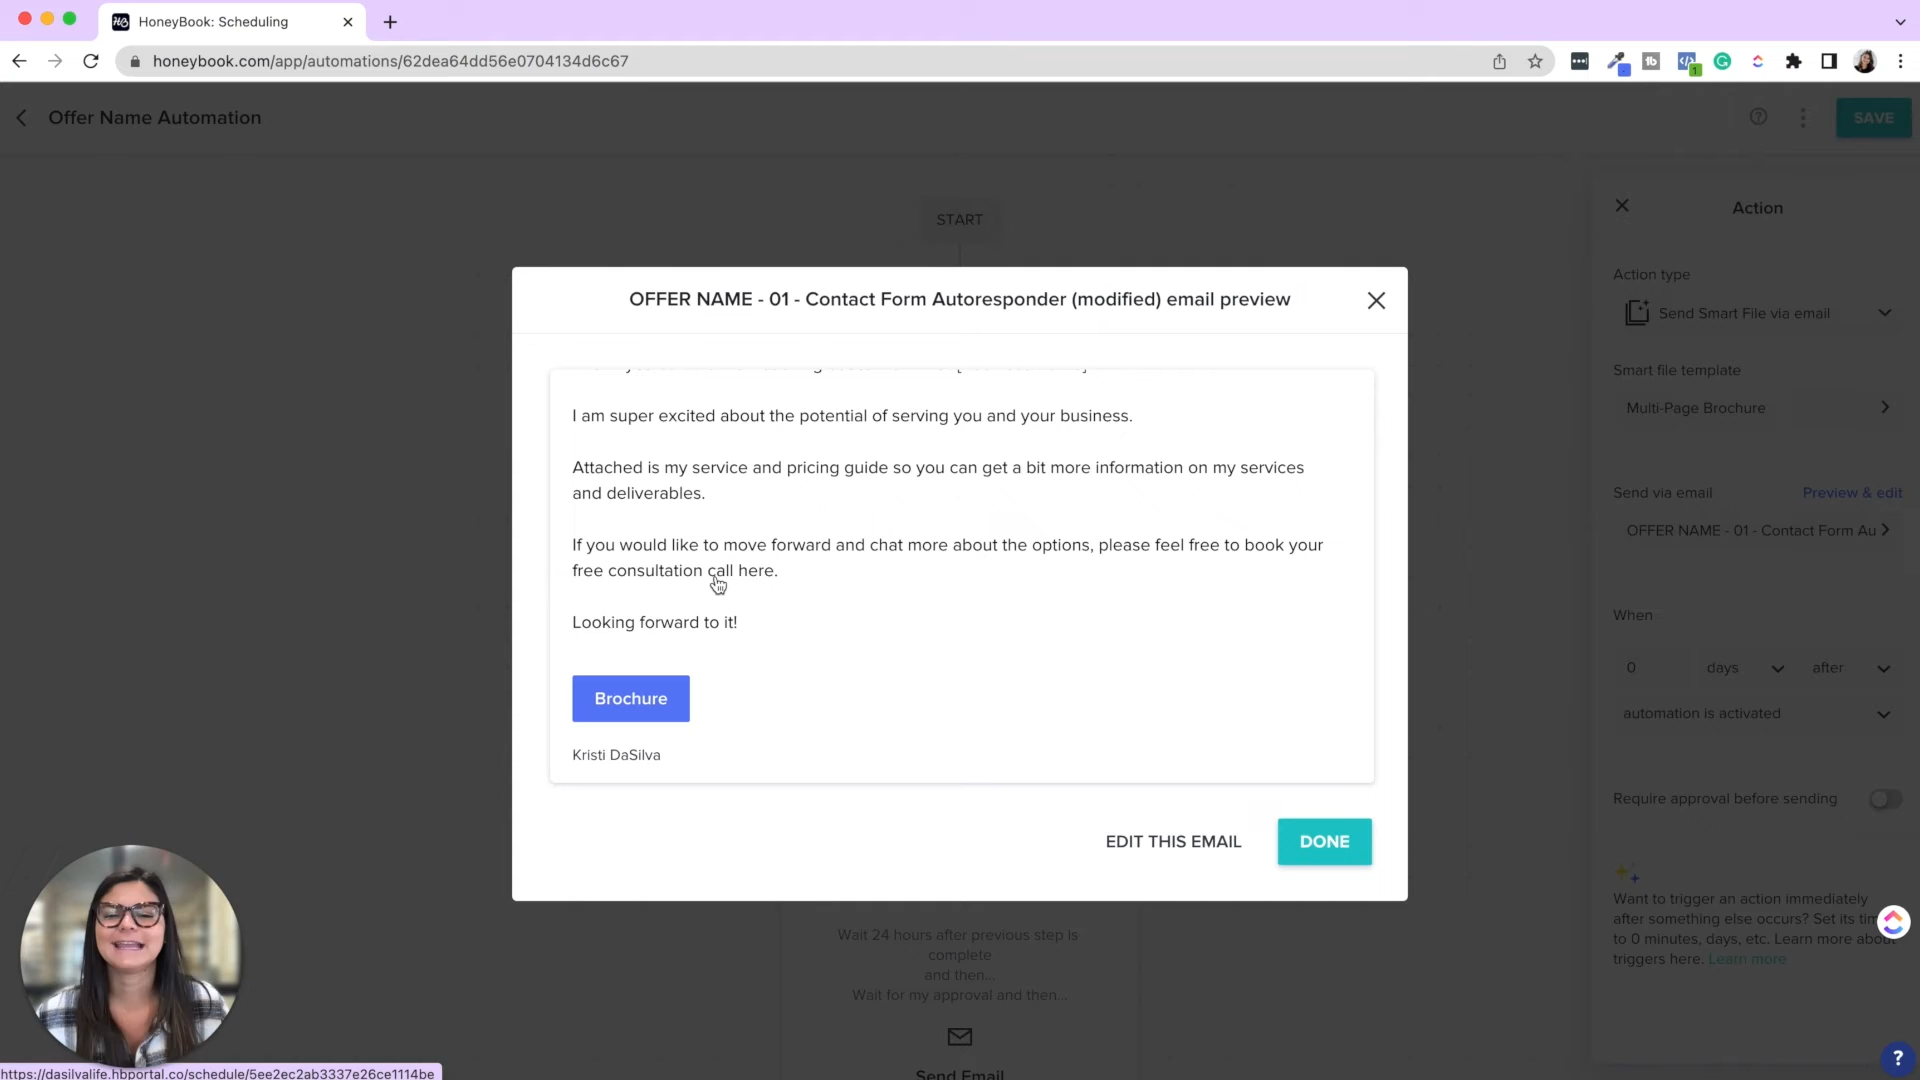 HoneyBook: Scheduling
honeybook.com/app/automations/62dea64dd56e0704134d6c67
Offer Name Automation
SAVE
START
Action
OFFER NAME - 01 - Contact Form Autoresponder (modified) email preview
Action type
Send Smart File via email
Smart file template
Multi-Page Brochure
I am super excited about the potential of serving you and your business.
Attached is my service and pricing guide so you can get a bit more information on my services
and deliverables.
Send via email
Preview & edit
OFFER NAME - 01 - Contact Form Au
If you would like to move forward and chat more about the options, please feel free to book your
free consultation call here.
Looking forward to it!
When
0 days after
automation is activated
Brochure
Kristi DaSilva
Require approval before sending
EDIT THIS EMAIL
DONE
Want to trigger an action immediately
after something else occurs? Set its tim
to 0 minutes, days, etc. Learn more about
triggers here. Learn more
Wait 24 hours after previous step is
complete
and then...
Wait for my approval and then...
Send Email
https://dasilvalife.hbportal.co/schedule/5ee2ec2ab3337e26ce1114be